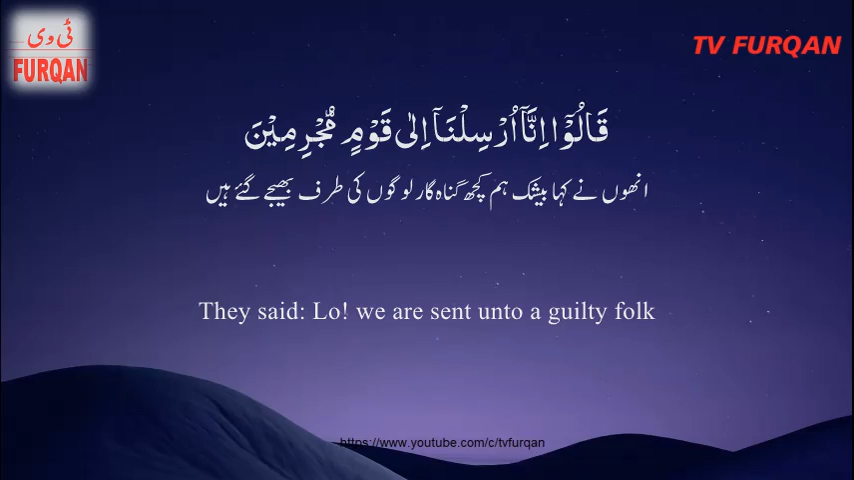 ٹی وی
FURQAN
TV FURQAN
قَالُوْٓا اِنَّآ اُرْسِلْنَآ اِلٰى قَوْمٍ مُّجْرِمِيْنَ
انھوں نے کہا بیشک ہم کچھ گناہ گار لوگوں کی طرف بھیجے گئے ہیں
They said: Lo! we are sent unto a guilty folk
https://www.youtube.com/c/tvfurqan